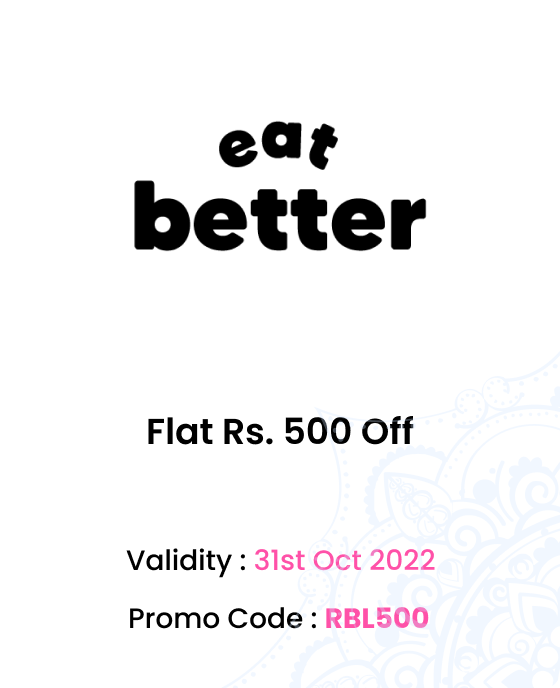 eat
better
Flat Rs. 500 Off
Validity : 31st Oct 2022
Promo Code : RBL500